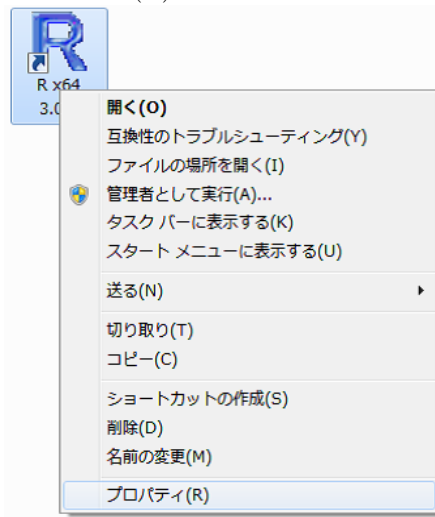 R x64
3.0
開く(O)
互換性のトラブルシューティング(Y)
ファイルの場所を開く(I)
管理者として実行(A)...
タスク バーに表示する(K)
スタート メニューに表示する(U)
送る(N)
切り取り(T)
コピー(C)
ショートカットの作成(S)
削除(D)
名前の変更(M)
プロパティ(R)